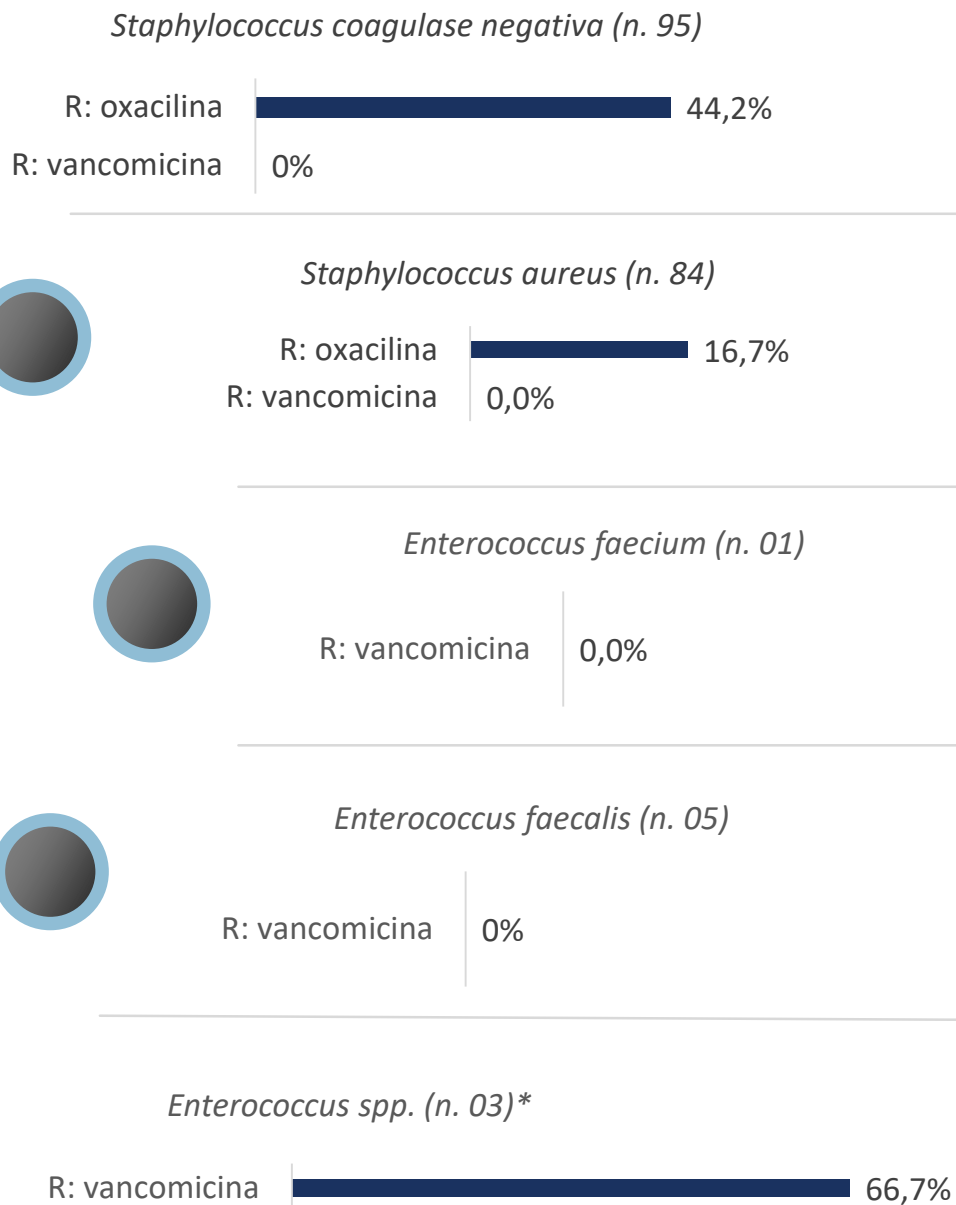 Staphylococcus coagulase negativa (n. 95)
R: oxacilina 44,2%
R: vancomicina 0%
Staphylococcus aureus (n. 84)
R: oxacilina 16,7%
R: vancomicina 0,0%
Enterococcus faecium (n. 01)
R: vancomicina 0,0%
Enterococcus faecalis (n. 05)
R: vancomicina 0%
Enterococcus spp. (n. 03)*
R: vancomicina 66,7%